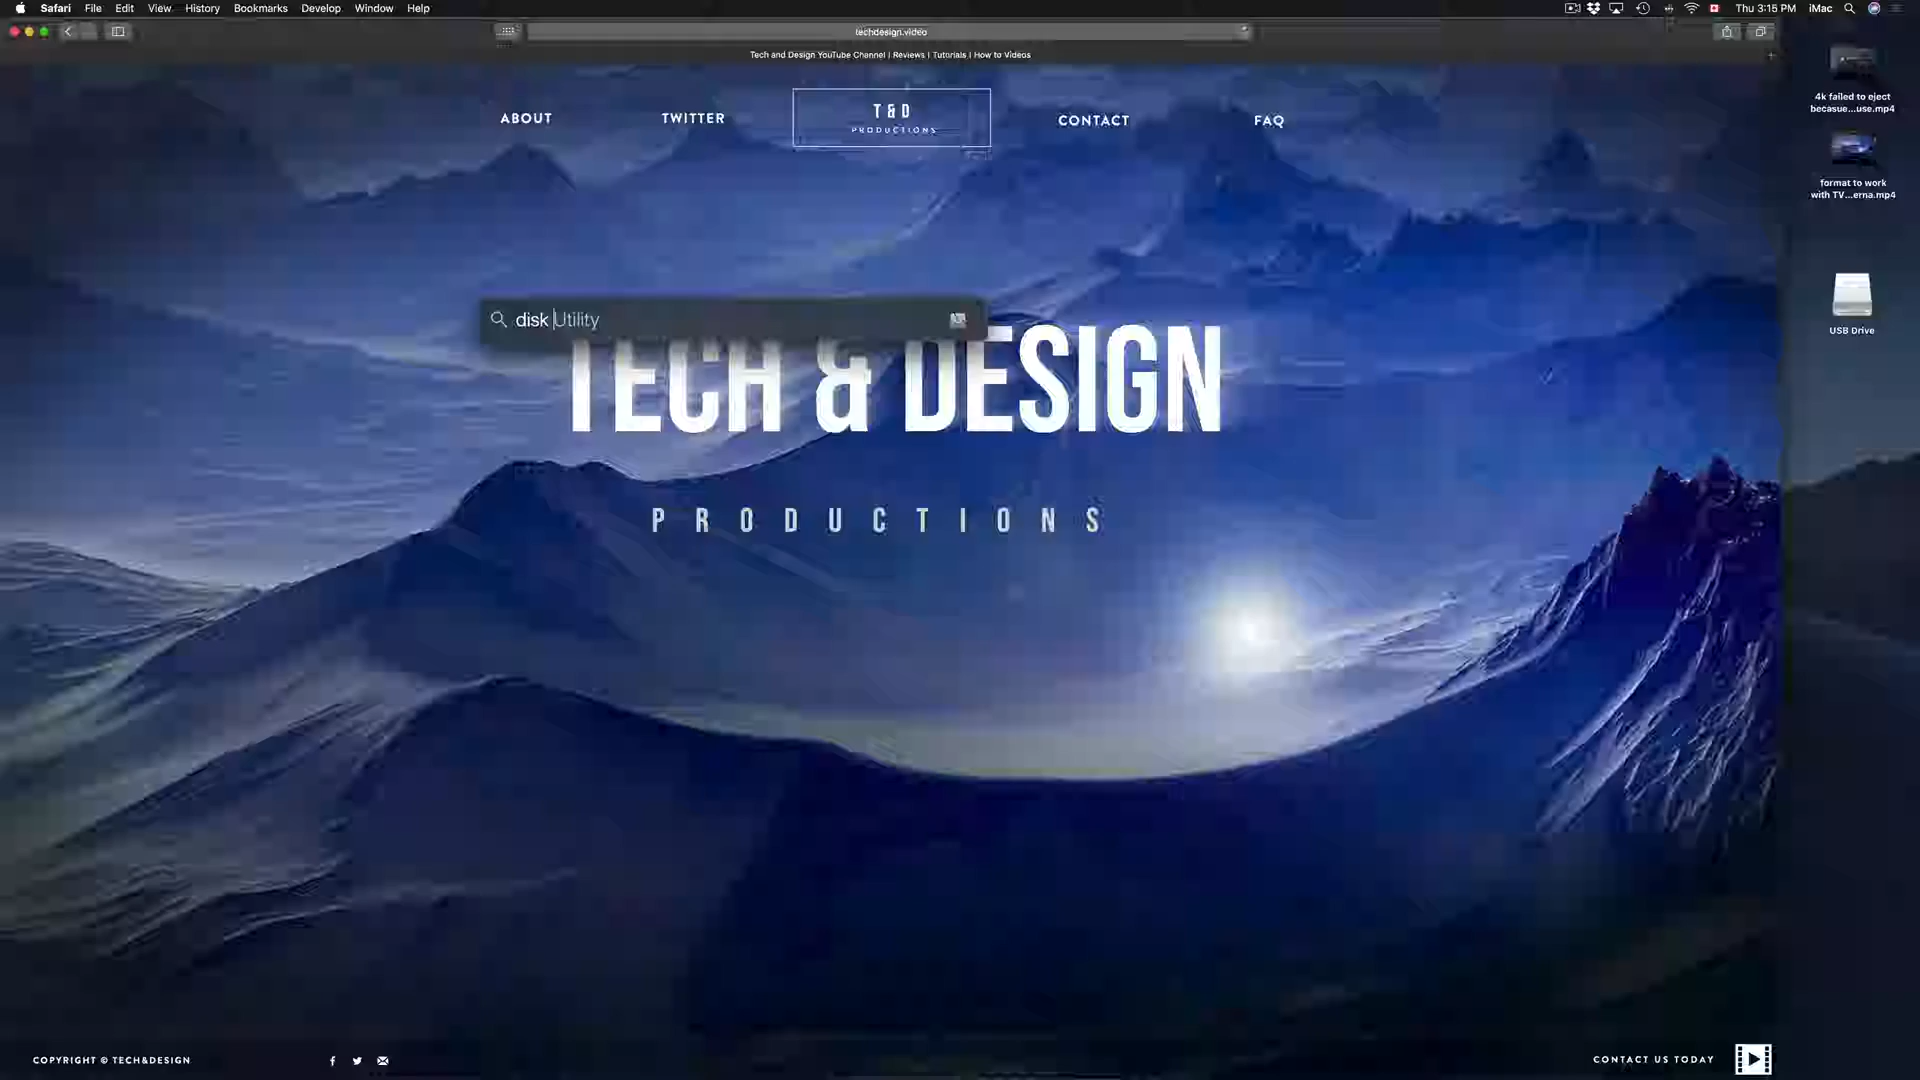 Safari File Edit View History Bookmarks Develop Window Help
Thu 3:15 PM iMac
techdesign.video
Tech and Design YouTube Channel | Reviews | Tutorials | How to Videos
ABOUT
TWITTER
T & D
PRODUCTIONS
CONTACT
FAQ
4k failed to eject
becasue...use.mp4
format to work
with TV...erna.mp4
USB Drive
disk Utility
TECH & DESIGN
PRODUCTIONS
COPYRIGHT © TECH&DESIGN
CONTACT US TODAY